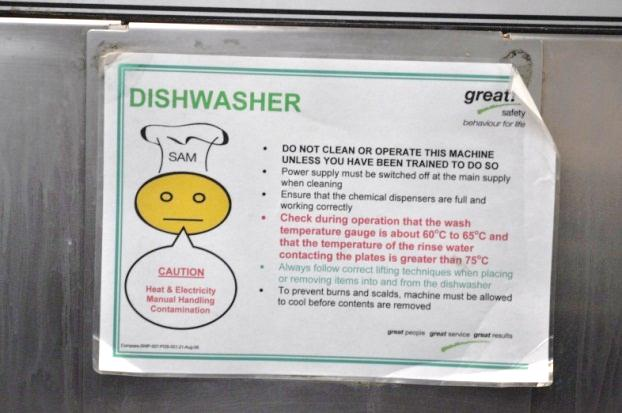 DISHWASHER
great!
safety
behaviour for life
SAM
• DO NOT CLEAN OR OPERATE THIS MACHINE
UNLESS YOU HAVE BEEN TRAINED TO DO SO
• Power supply must be switched off at the main supply
when cleaning
• Ensure that the chemical dispensers are full and
working correctly
• Check during operation that the wash
temperature gauge is about 60°C to 65°C and
that the temperature of the rinse water
contacting the plates is greater than 75°C
• Always follow correct lifting techniques when placing
or removing items into and from the dishwasher
• To prevent burns and scalds, machine must be allowed
to cool before contents are removed
CAUTION
Heat & Electricity
Manual Handling
Contamination
great people great service great results